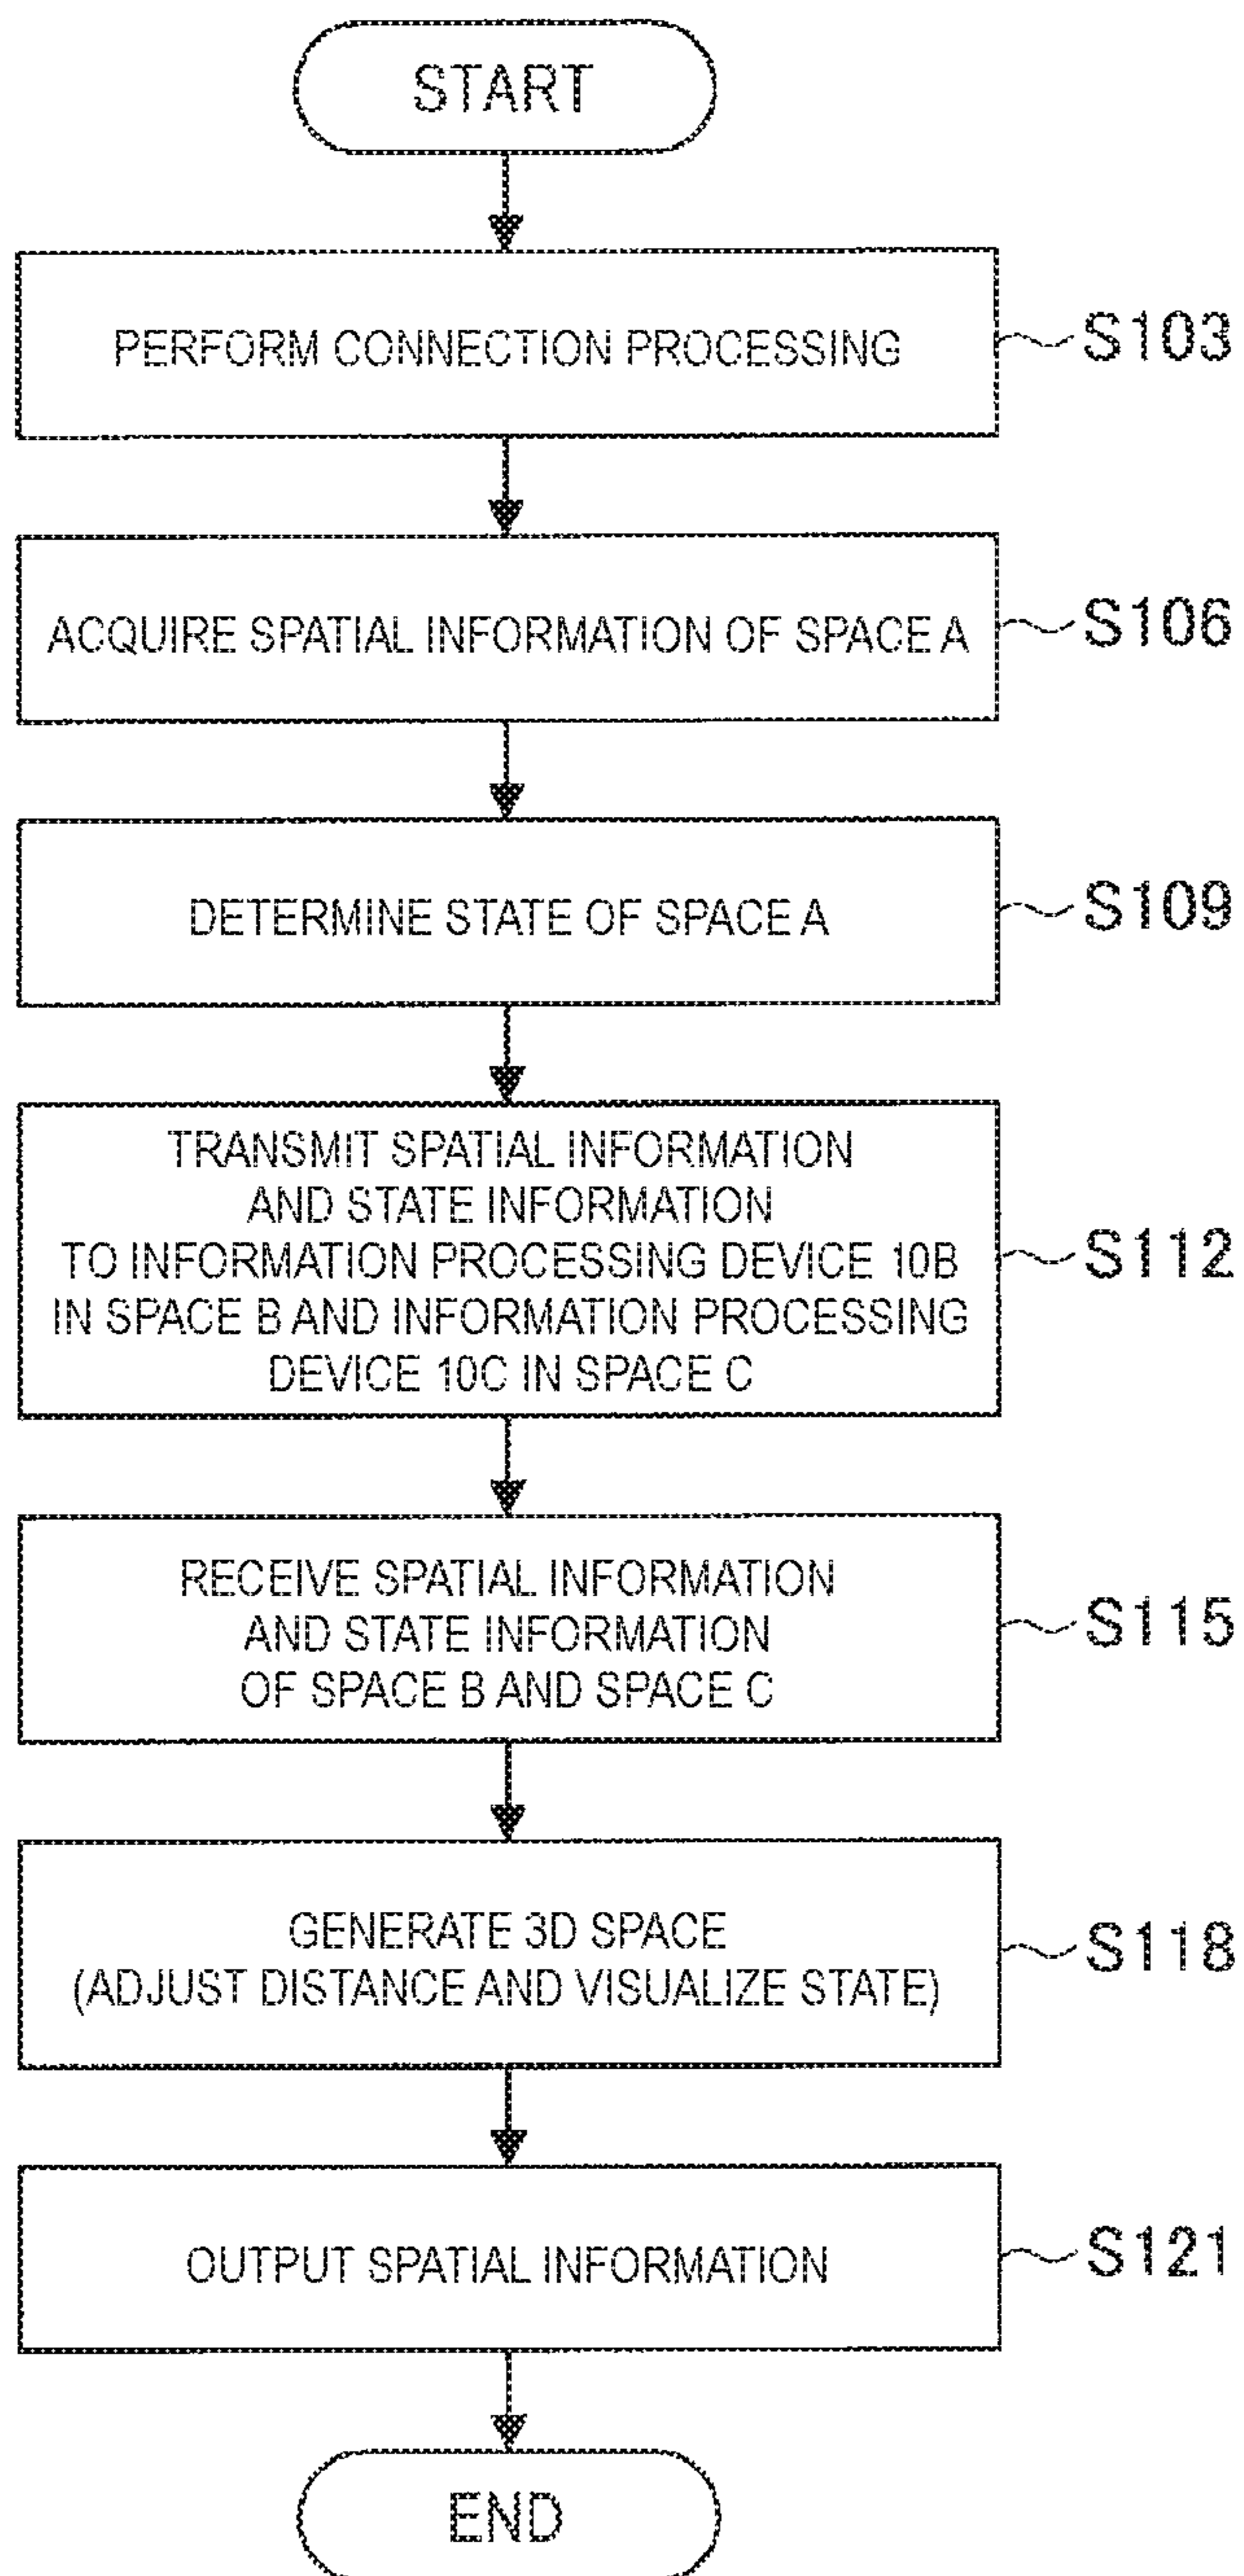 START
PERFORM CONNECTION PROCESSING
S103
ACQUIRE SPATIAL INFORMATION OF SPACE A
S106
DETERMINE STATE OF SPACE A
S109
TRANSMIT SPATIAL INFORMATION
AND STATE INFORMATION
TO INFORMATION PROCESSING DEVICE 10B
IN SPACE B AND INFORMATION PROCESSING
DEVICE 10C IN SPACE C
S112
RECEIVE SPATIAL INFORMATION
AND STATE INFORMATION
OF SPACE B AND SPACE C
S115
GENERATE 3D SPACE
(ADJUST DISTANCE AND VISUALIZE STATE)
S118
OUTPUT SPATIAL INFORMATION
S121
END